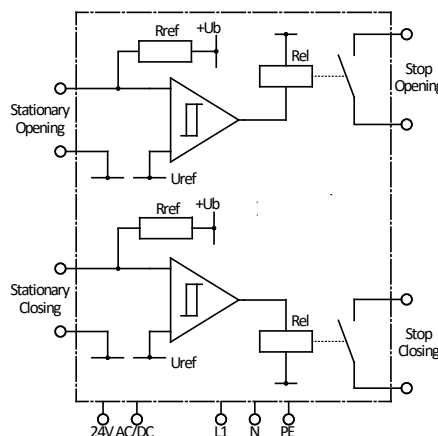 Rref
+Ub
Rel
Stop
Opening
Stationary
Opening
Uref
Rref
+Ub
Stationary
Closing
Rel
Stop
Closing
Uref
24V AC/DC
L1
N
PE